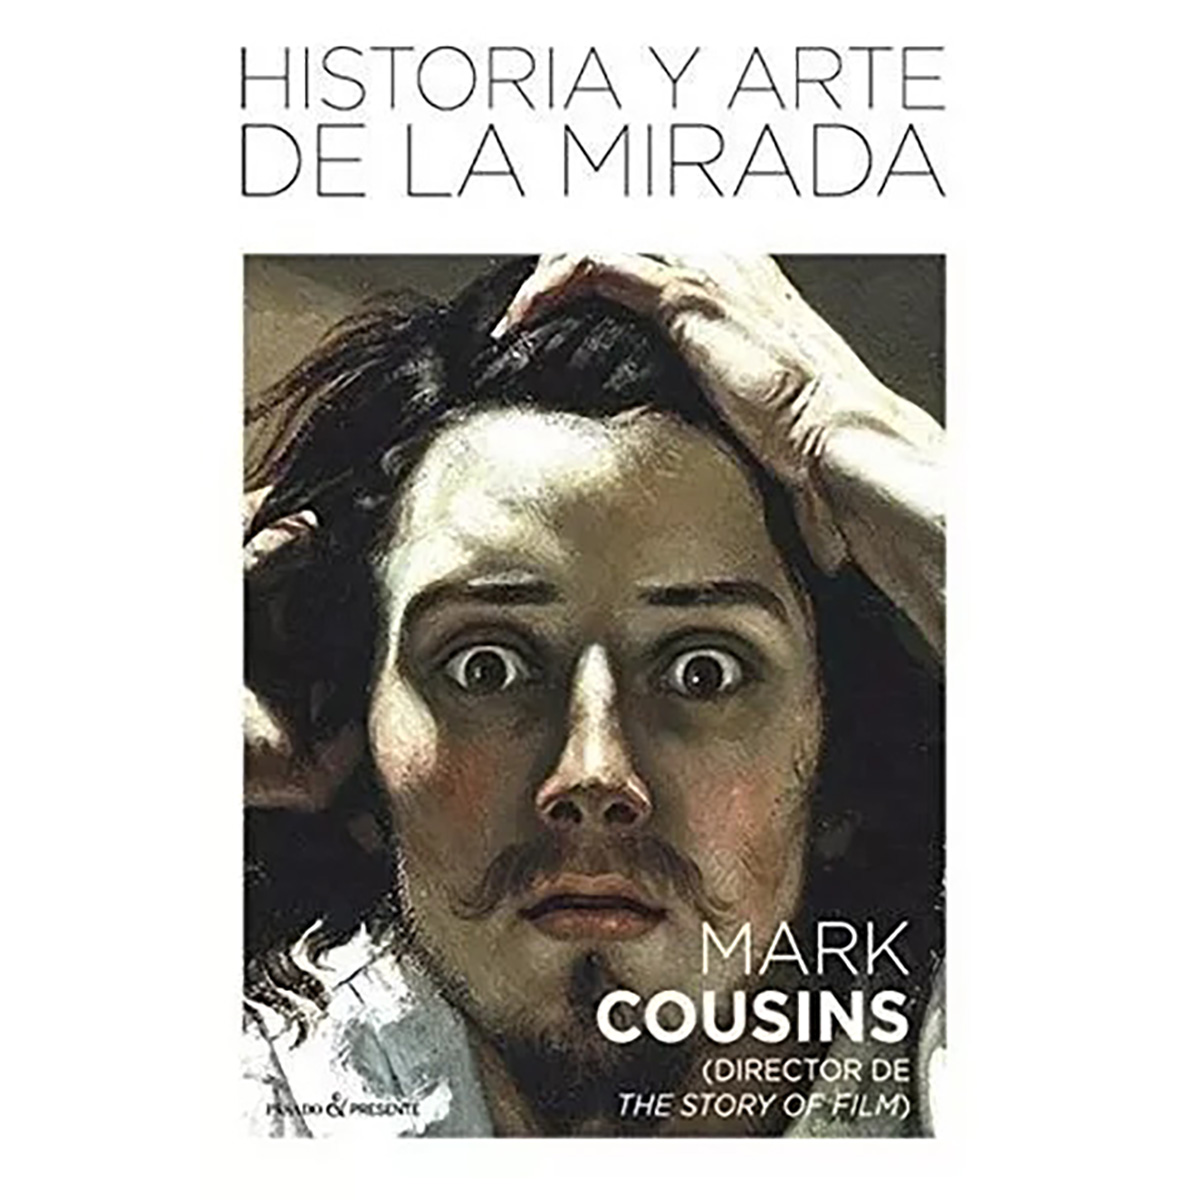 HISTORIA Y ARTE
DE LA MIRADA
MARK
COUSINS
(DIRECTOR DE
THE STORY OF FILM)
PASADO & PRESENTE